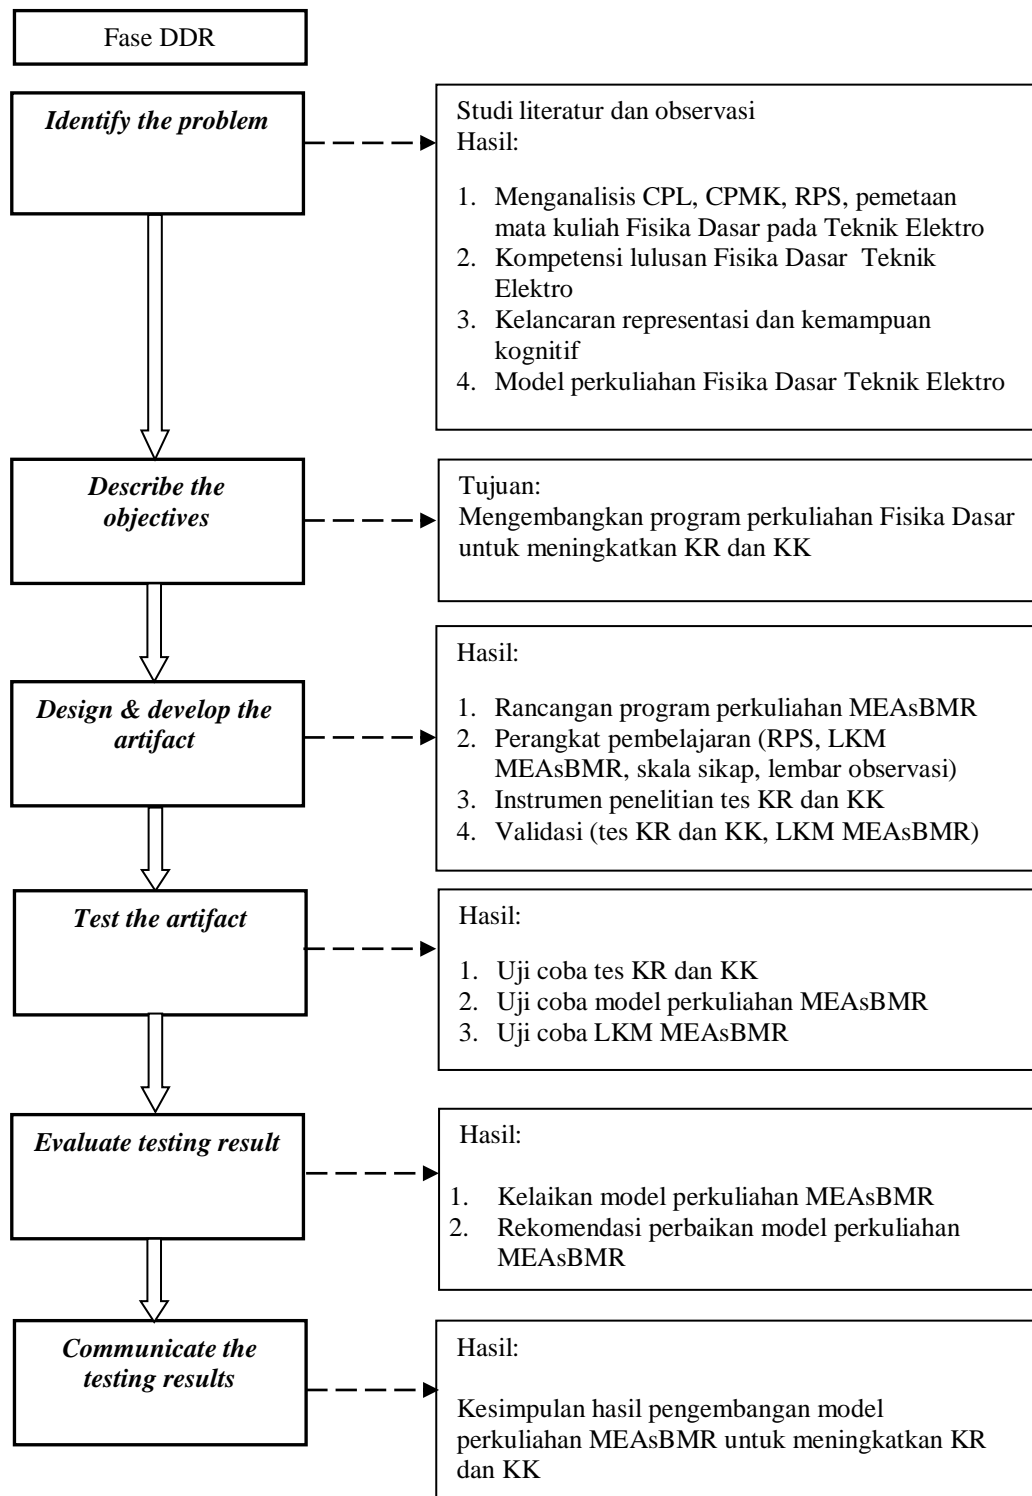 Fase DDR
Identify the problem
Studi literatur dan observasi
Hasil:
1. Menganalisis CPL, CPMK, RPS, pemetaan
mata kuliah Fisika Dasar pada Teknik Elektro
2. Kompetensi lulusan Fisika Dasar Teknik
Elektro
3. Kelancaran representasi dan kemampuan
kognitif
4. Model perkuliahan Fisika Dasar Teknik Elektro
Describe the
objectives
Tujuan:
Mengembangkan program perkuliahan Fisika Dasar
untuk meningkatkan KR dan KK
Design & develop the
artifact
Hasil:
1. Rancangan program perkuliahan MEAsBMR
2. Perangkat pembelajaran (RPS, LKM
MEAsBMR, skala sikap, lembar observasi)
3. Instrumen penelitian tes KR dan KK
4. Validasi (tes KR dan KK, LKM MEAsBMR)
Test the artifact
Hasil:
1. Uji coba tes KR dan KK
2. Uji coba model perkuliahan MEAsBMR
3. Uji coba LKM MEAsBMR
Evaluate testing result
Hasil:
1. Kelaikan model perkuliahan MEAsBMR
2. Rekomendasi perbaikan model perkuliahan
MEAsBMR
Communicate the
testing results
Hasil:
Kesimpulan hasil pengembangan model
perkuliahan MEAsBMR untuk meningkatkan KR
dan KK